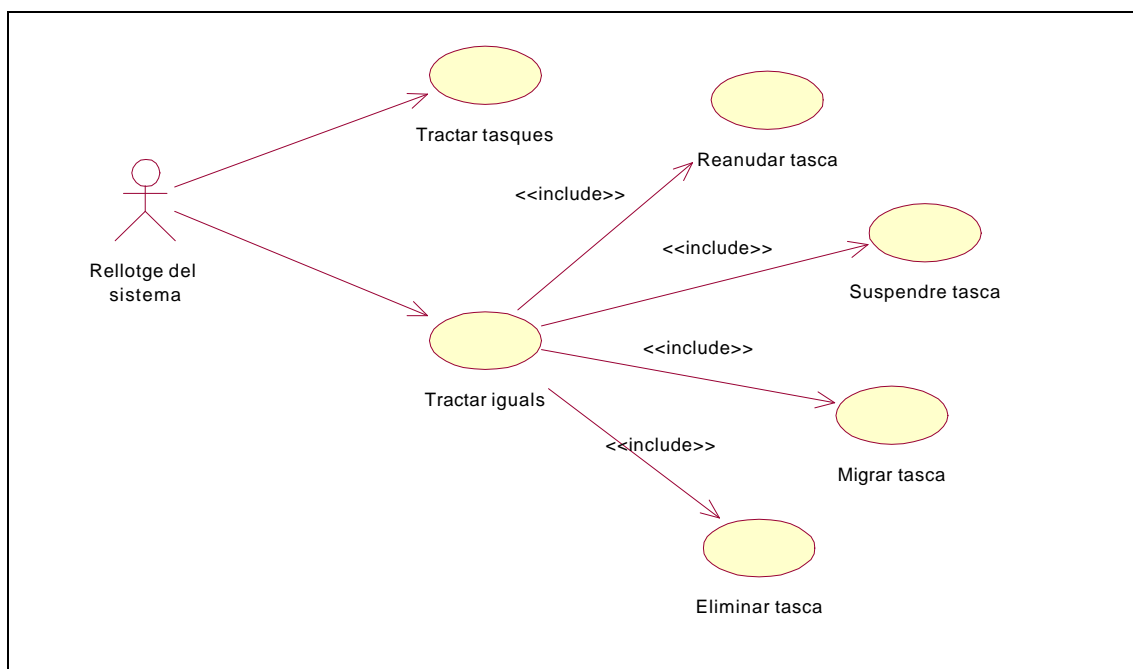 Tractar tasques
Reanudar tasca
<<include>>
<<include>>
Rellotge del
sistema
Suspendre tasca
<<include>>
Tractar iguals
<<include>>
Migrar tasca
Eliminar tasca